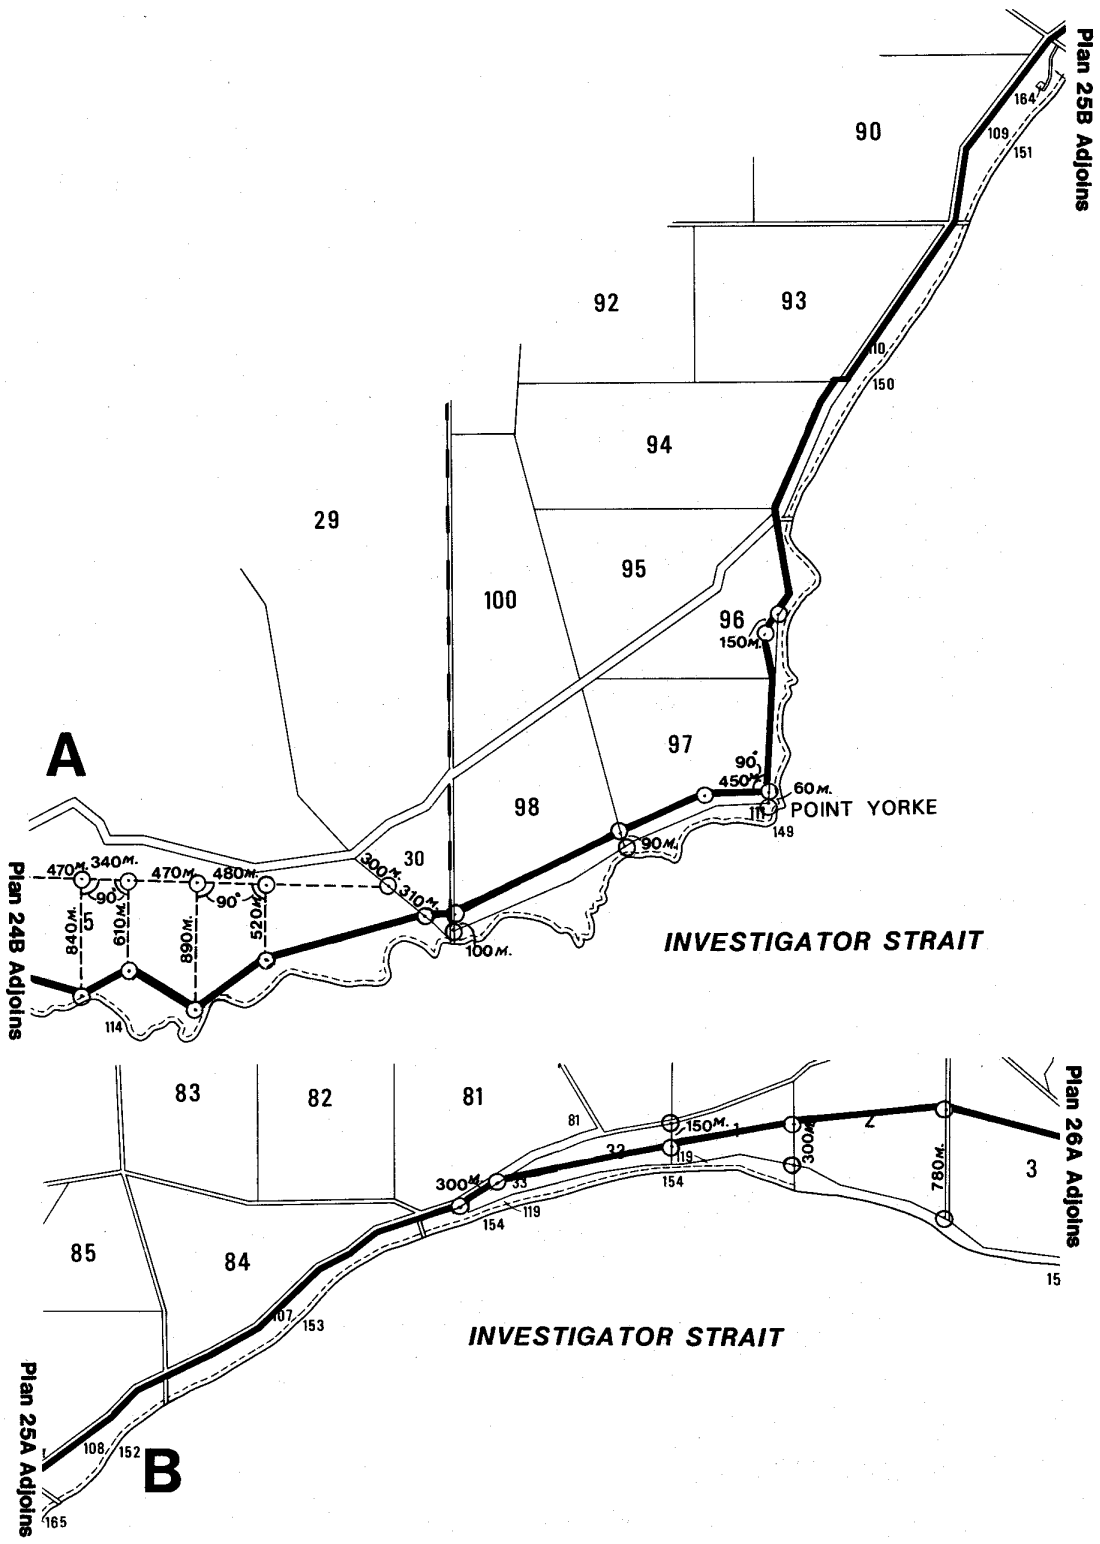 Plan 25B Adjoins
164
109
151
90
92
93
110
150
94
29
95
100
96
150M.
97
90°
450M.
60M.
POINT YORKE
111
149
A
98
90M.
30
300M.
310M.
470M.
340M.
470M.
480M.
90°
90°
5
840M.
610M.
890M.
520M.
100M.
INVESTIGATOR STRAIT
Plan 24B Adjoins
114
83
82
81
81
Plan 26A Adjoins
150M.
1
2
33
119
154
300M.
780M.
3
300M.
33
119
154
85
84
15
107
153
INVESTIGATOR STRAIT
Plan 25A Adjoins
108
152
B
165